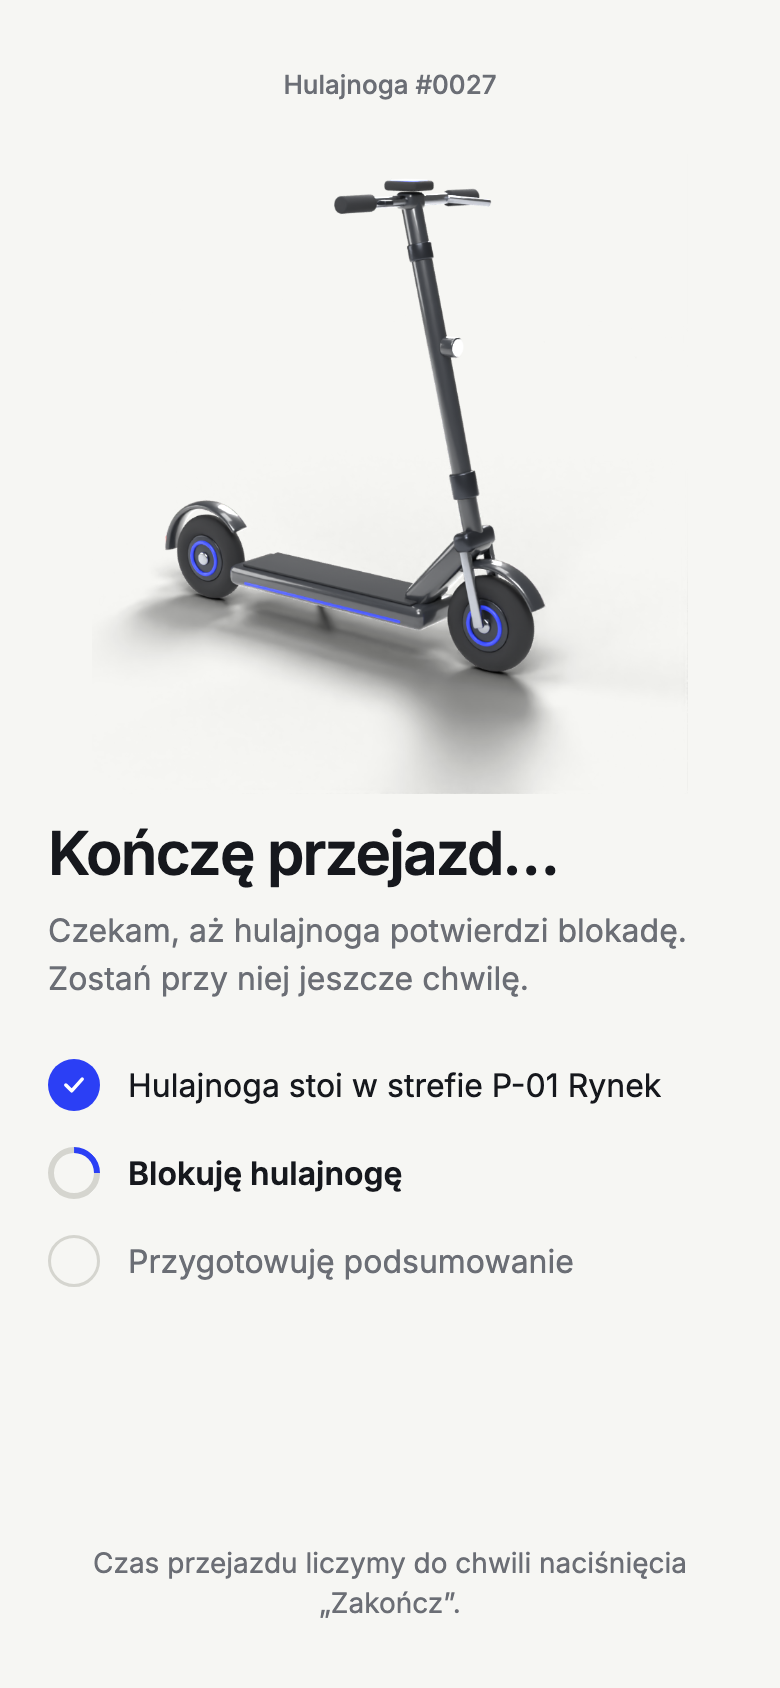 Hulajnoga #0027
Kończę przejazd…
Czekam, aż hulajnoga potwierdzi blokadę.
Zostań przy niej jeszcze chwilę.
Hulajnoga stoi w strefie P-01 Rynek
Blokuję hulajnogę
Przygotowuję podsumowanie
Czas przejazdu liczymy do chwili naciśnięcia
„Zakończ”.